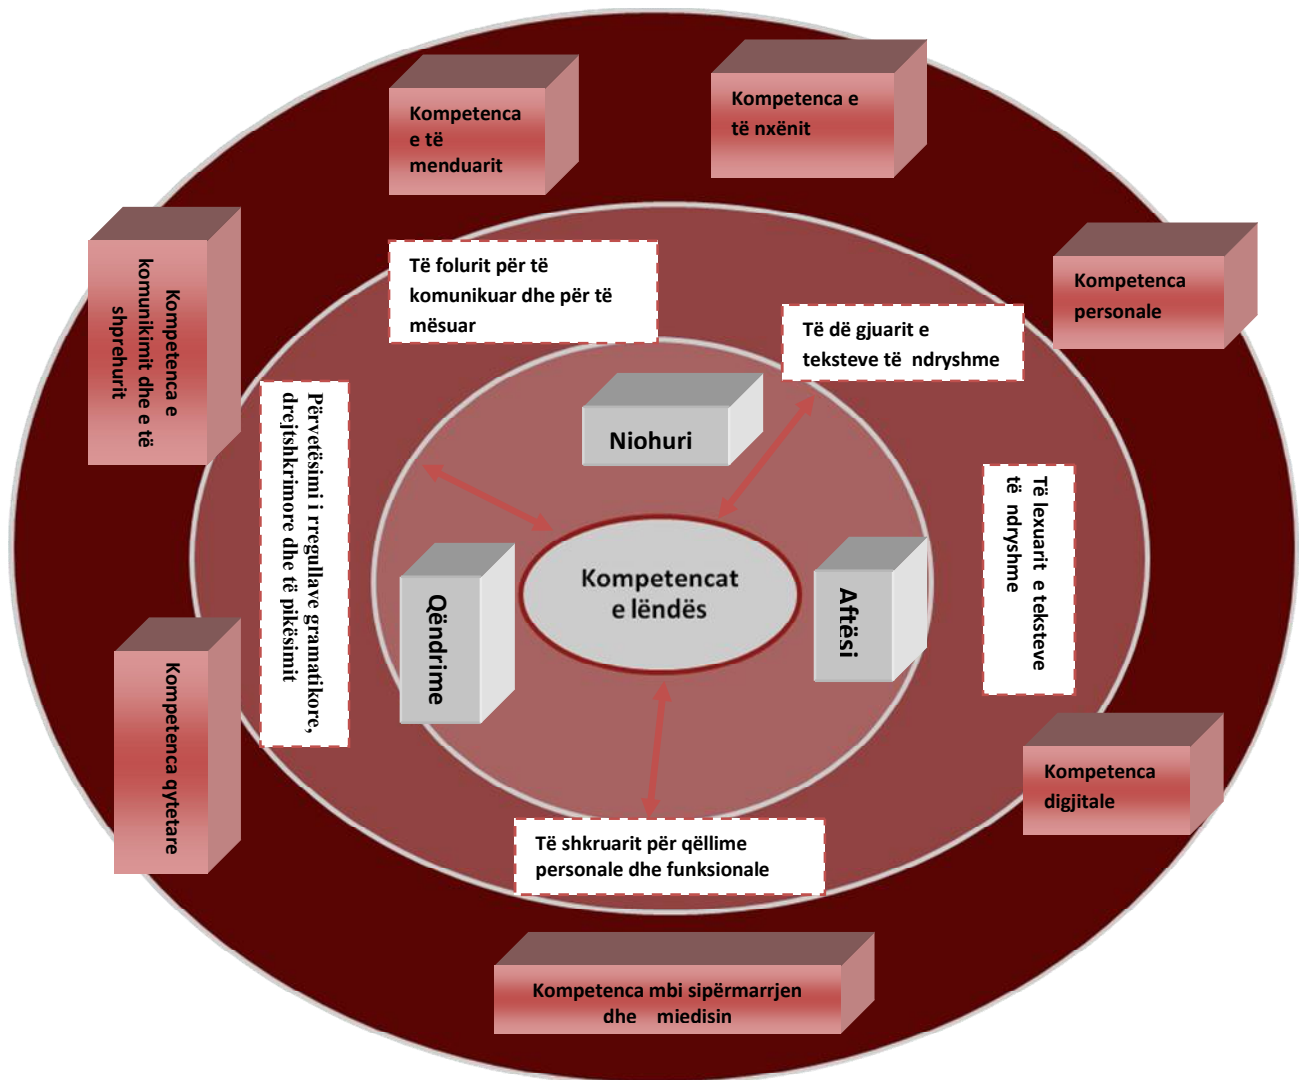 Kompetenca
e të
menduarit
Kompetenca e
të nxënit
Kompetenca e
komunikimit dhe e të
shprehurit
Kompetenca
personale
Të folurit për të
komunikuar dhe për të
mësuar
Të dë gjuarit e
teksteve të ndryshme
Përvetësimi i rregullave gramatikore,
drejtshkrimore dhe të pikësimit
Niohuri
Të lexuarit e teksteve
të ndryshme
Qëndrime
Kompetencat
e lëndës
Aftësi
Kompetenca qytetare
Kompetenca
digjitale
Të shkruarit për qëllime
personale dhe funksionale
Kompetenca mbi sipërmarrjen
dhe miedisin